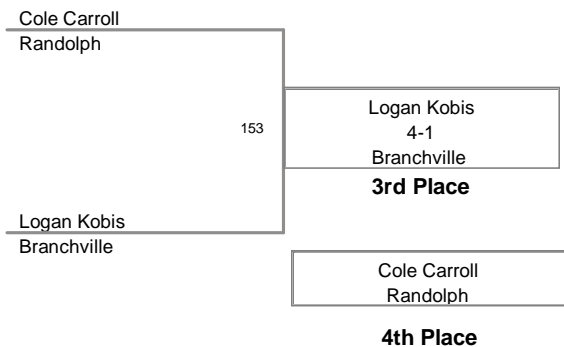 Cole Carroll
Randolph
153
Logan Kobis
4-1
Branchville
3rd Place
Logan Kobis
Branchville
Cole Carroll
Randolph
4th Place